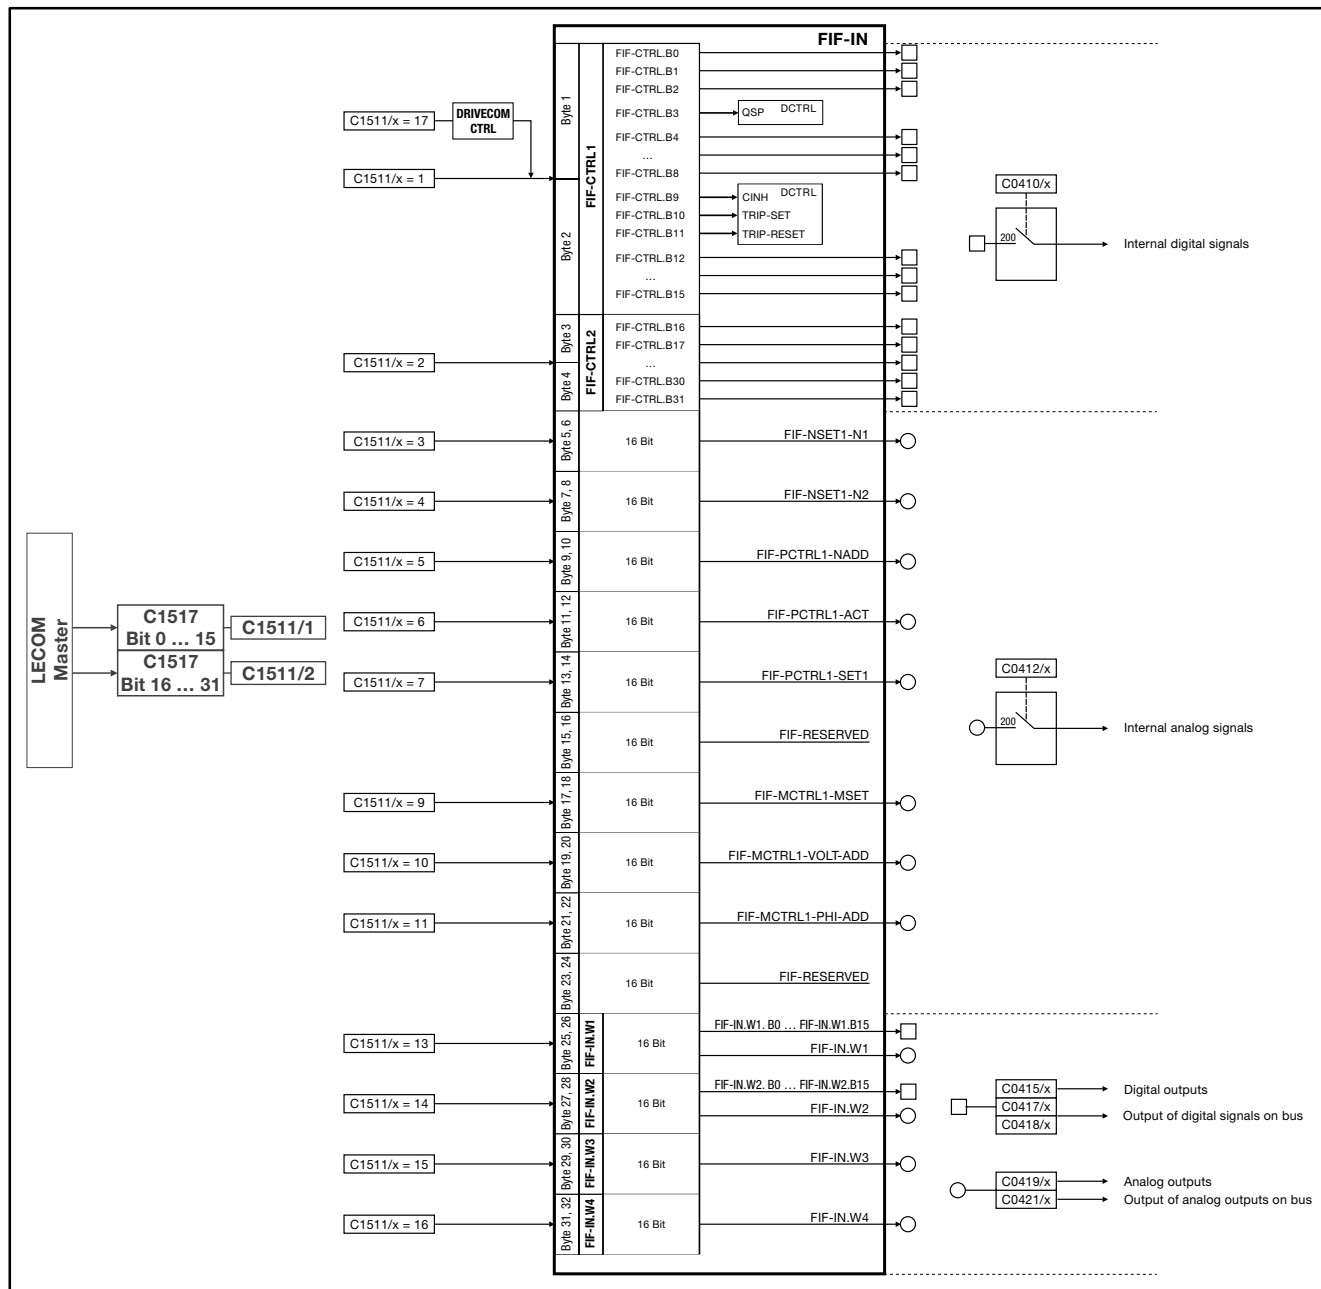 FIF-IN
LECOM
Master
C1517
Bit 0 ... 15
C1511/1
C1517
Bit 16 ... 31
C1511/2
C1511/x = 17
DRIVECOM
CTRL
C1511/x = 1
C1511/x = 2
C1511/x = 3
C1511/x = 4
C1511/x = 5
C1511/x = 6
C1511/x = 7
C1511/x = 9
C1511/x = 10
C1511/x = 11
C1511/x = 13
C1511/x = 14
C1511/x = 15
C1511/x = 16
Byte 1
Byte 2
FIF-CTRL1
FIF-CTRL.B0
FIF-CTRL.B1
FIF-CTRL.B2
FIF-CTRL.B3
QSP DCTRL
FIF-CTRL.B4
...
FIF-CTRL.B8
FIF-CTRL.B9
CINH DCTRL
FIF-CTRL.B10
TRIP-SET
FIF-CTRL.B11
TRIP-RESET
FIF-CTRL.B12
...
FIF-CTRL.B15
Byte 3
Byte 4
FIF-CTRL2
FIF-CTRL.B16
FIF-CTRL.B17
...
FIF-CTRL.B30
FIF-CTRL.B31
Byte 5, 6
16 Bit
FIF-NSET1-N1
Byte 7, 8
16 Bit
FIF-NSET1-N2
Byte 9, 10
16 Bit
FIF-PCTRL1-NADD
Byte 11, 12
16 Bit
FIF-PCTRL1-ACT
Byte 13, 14
16 Bit
FIF-PCTRL1-SET1
Byte 15, 16
16 Bit
FIF-RESERVED
Byte 17, 18
16 Bit
FIF-MCTRL1-MSET
Byte 19, 20
16 Bit
FIF-MCTRL1-VOLT-ADD
Byte 21, 22
16 Bit
FIF-MCTRL1-PHI-ADD
Byte 23, 24
16 Bit
FIF-RESERVED
Byte 25, 26
FIF-IN.W1
16 Bit
FIF-IN.W1. B0 ... FIF-IN.W1.B15
FIF-IN.W1
Byte 27, 28
FIF-IN.W2
16 Bit
FIF-IN.W2. B0 ... FIF-IN.W2.B15
FIF-IN.W2
Byte 29, 30
FIF-IN.W3
16 Bit
FIF-IN.W3
Byte 31, 32
FIF-IN.W4
16 Bit
FIF-IN.W4
C0410/x
200
Internal digital signals
C0412/x
200
Internal analog signals
C0415/x
Digital outputs
C0417/x
Output of digital signals on bus
C0418/x
C0419/x
Analog outputs
C0421/x
Output of analog outputs on bus